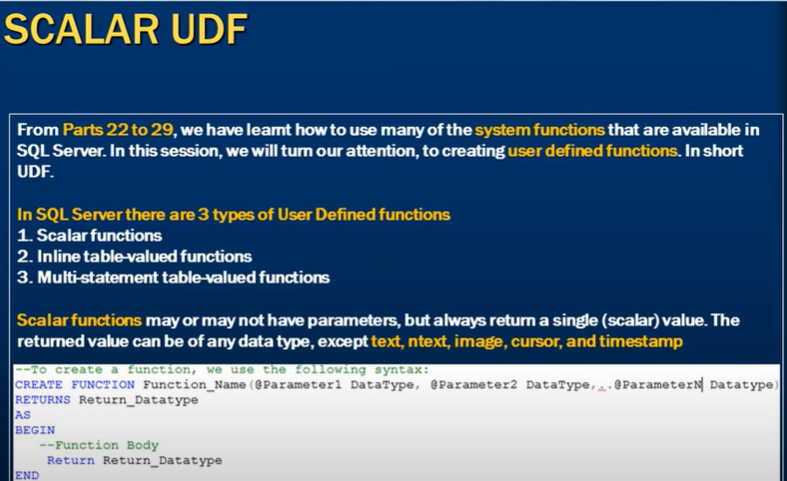 SCALAR UDF
From Parts 22 to 29, we have learnt how to use many of the system functions that are available in
SQL Server. In this session, we will turn our attention, to creating user defined functions. In short
UDF.
In SQL Server there are 3 types of User Defined functions
1. Scalar functions
2. Inline table-valued functions
3. Multi-statement table-valued functions
Scalar functions may or may not have parameters, but always return a single (scalar) value. The
returned value can be of any data type, except text, ntext, image, cursor, and timestamp
--To create a function, we use the following syntax:
CREATE FUNCTION Function_Name(@Parameter1 DataType, @Parameter2 DataType,..@ParameterN Datatype)
RETURNS Return_Datatype
AS
BEGIN
--Function Body
Return Return_Datatype
END